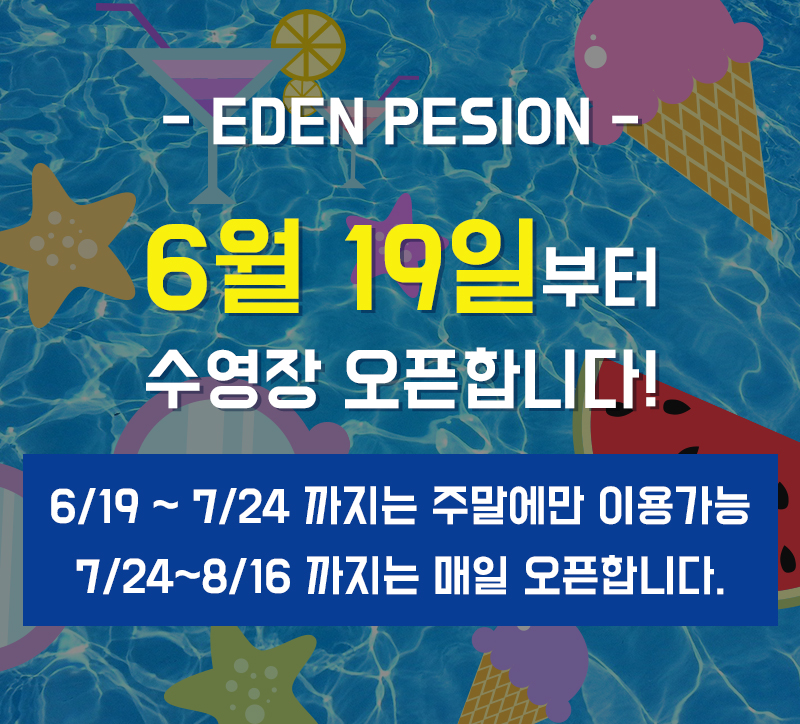 - EDEN PESION -
6월 19일부터
수영장 오픈합니다!
6/19 ~ 7/24 까지는 주말에만 이용가능
7/24~8/16 까지는 매일 오픈합니다.